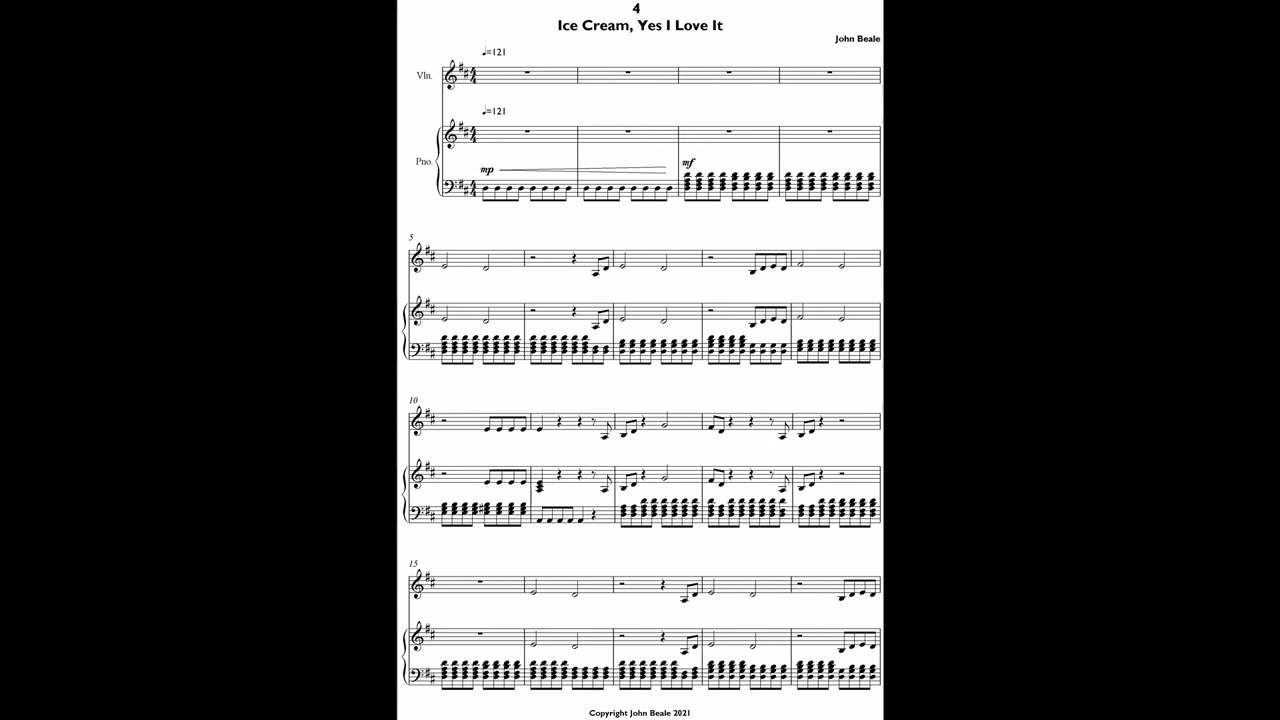 4
Ice Cream, Yes I Love It
John Beale
♩=121
Vln.
♩=121
Pno.
mp
mf
5
10
15
Copyright John Beale 2021